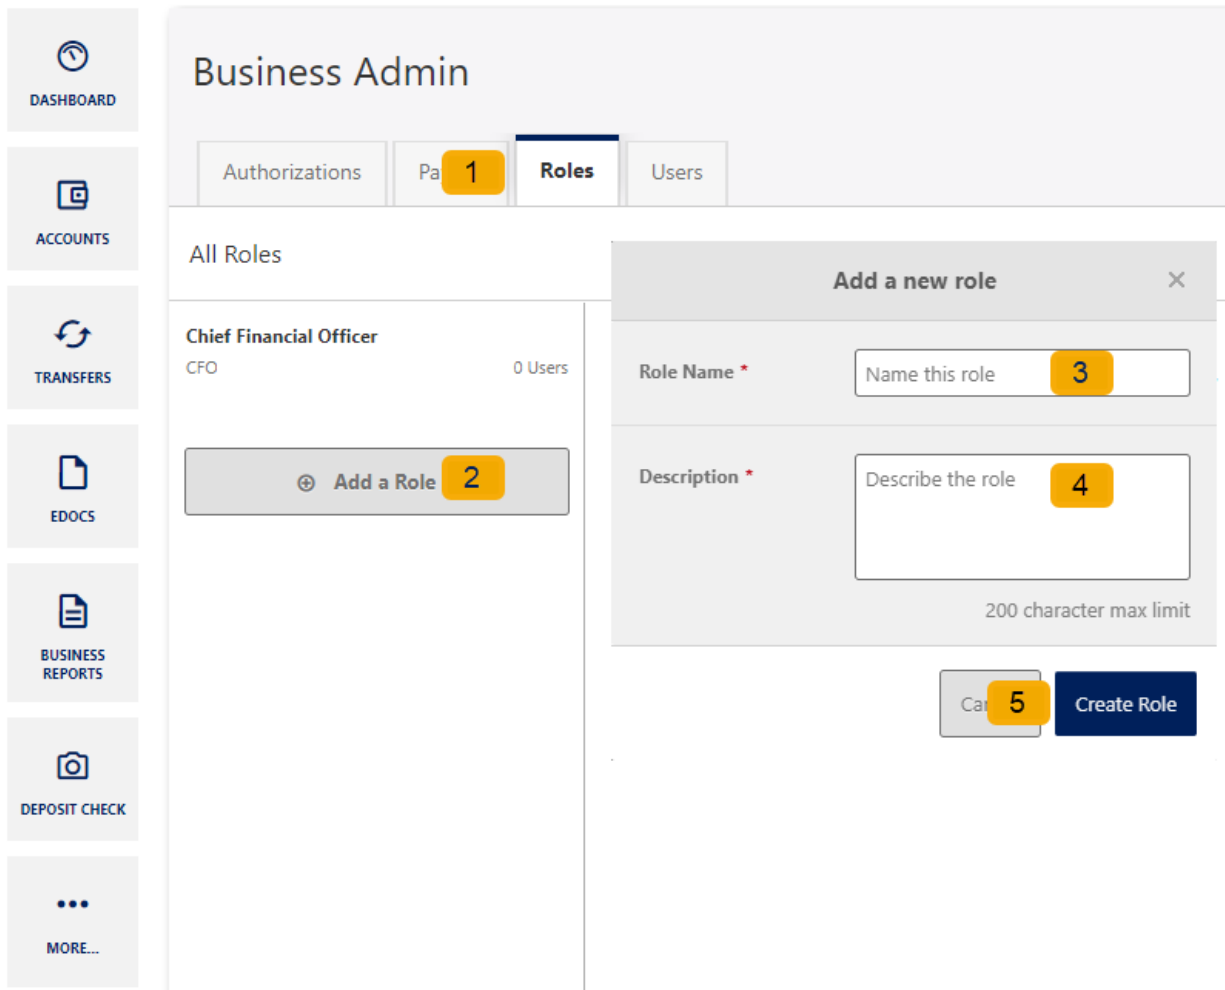 DASHBOARD
ACCOUNTS
TRANSFERS
EDOCS
BUSINESS
REPORTS
DEPOSIT CHECK
MORE...
Business Admin
Authorizations Pa 1 Roles Users
All Roles
Chief Financial Officer
CFO 0 Users
Add a Role 2
Add a new role
Role Name * Name this role 3
Description * Describe the role 4
200 character max limit
5 Create Role